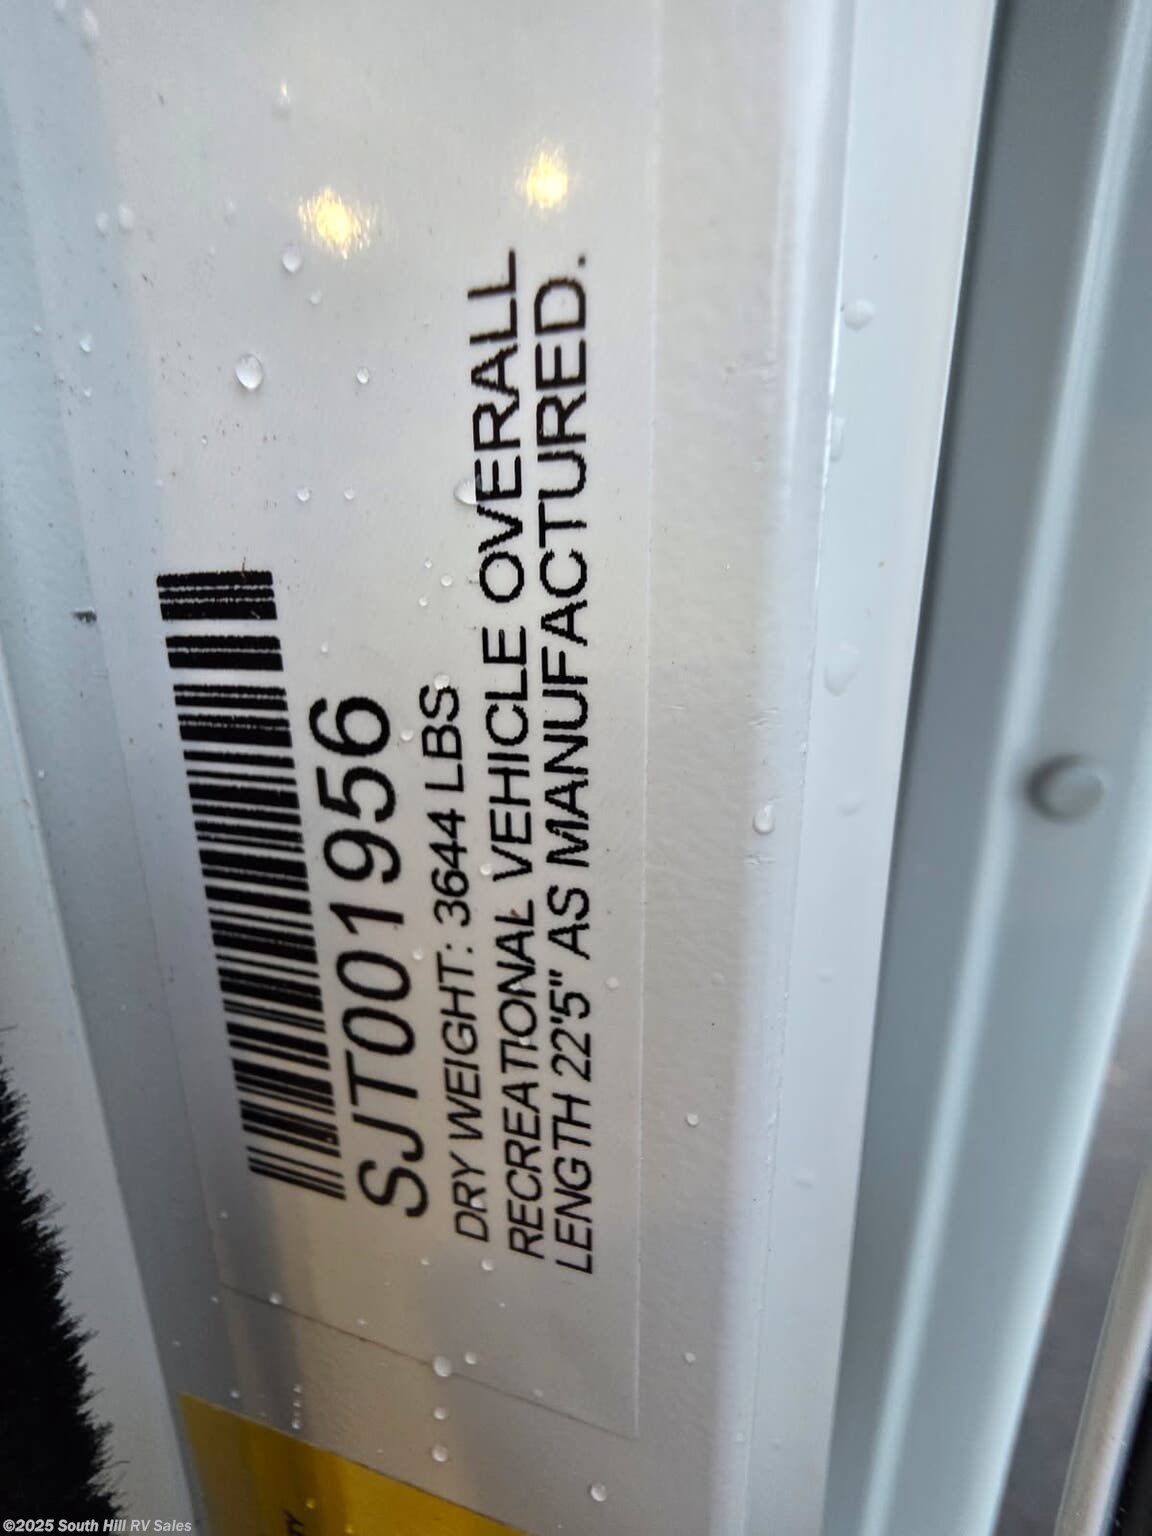 SJT001956
DRY WEIGHT: 3644 LBS
RECREATIONAL VEHICLE OVERALL
LENGTH 22'5" AS MANUFACTURED.
©2025 South Hill RV Sales